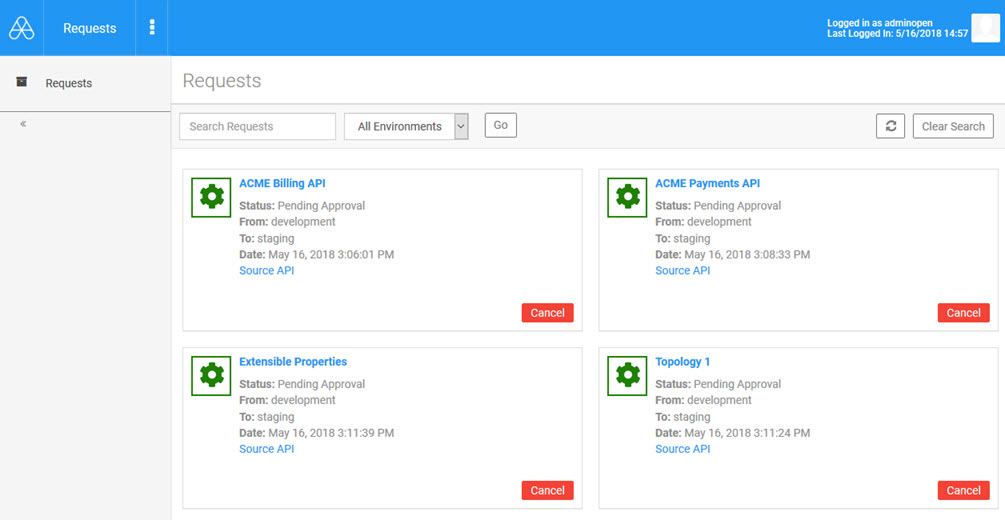 Requests
Logged in as adminopen
Last Logged In: 5/16/2018 14:57
Requests
«
Requests
Search Requests
All Environments
Go
Clear Search
ACME Billing API
Status: Pending Approval
From: development
To: staging
Date: May 16, 2018 3:06:01 PM
Source API
Cancel
ACME Payments API
Status: Pending Approval
From: development
To: staging
Date: May 16, 2018 3:08:33 PM
Source API
Cancel
Extensible Properties
Status: Pending Approval
From: development
To: staging
Date: May 16, 2018 3:11:39 PM
Source API
Cancel
Topology 1
Status: Pending Approval
From: development
To: staging
Date: May 16, 2018 3:11:24 PM
Source API
Cancel